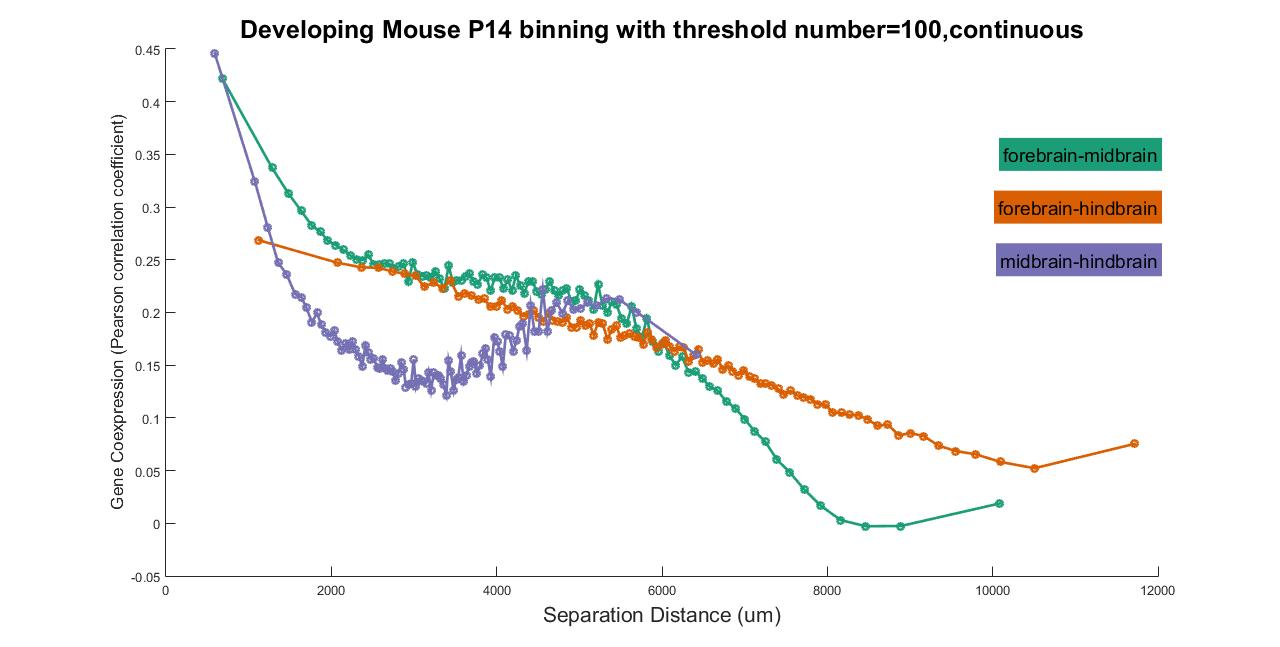 Developing Mouse P14 binning with threshold number=100,continuous
Gene Coexpression (Pearson correlation coefficient)
0.45
0.4
0.35
0.3
0.25
0.2
0.15
0.1
0.05
0
-0.05
forebrain-midbrain
forebrain-hindbrain
midbrain-hindbrain
0 2000 4000 6000 8000 10000 12000
Separation Distance (um)